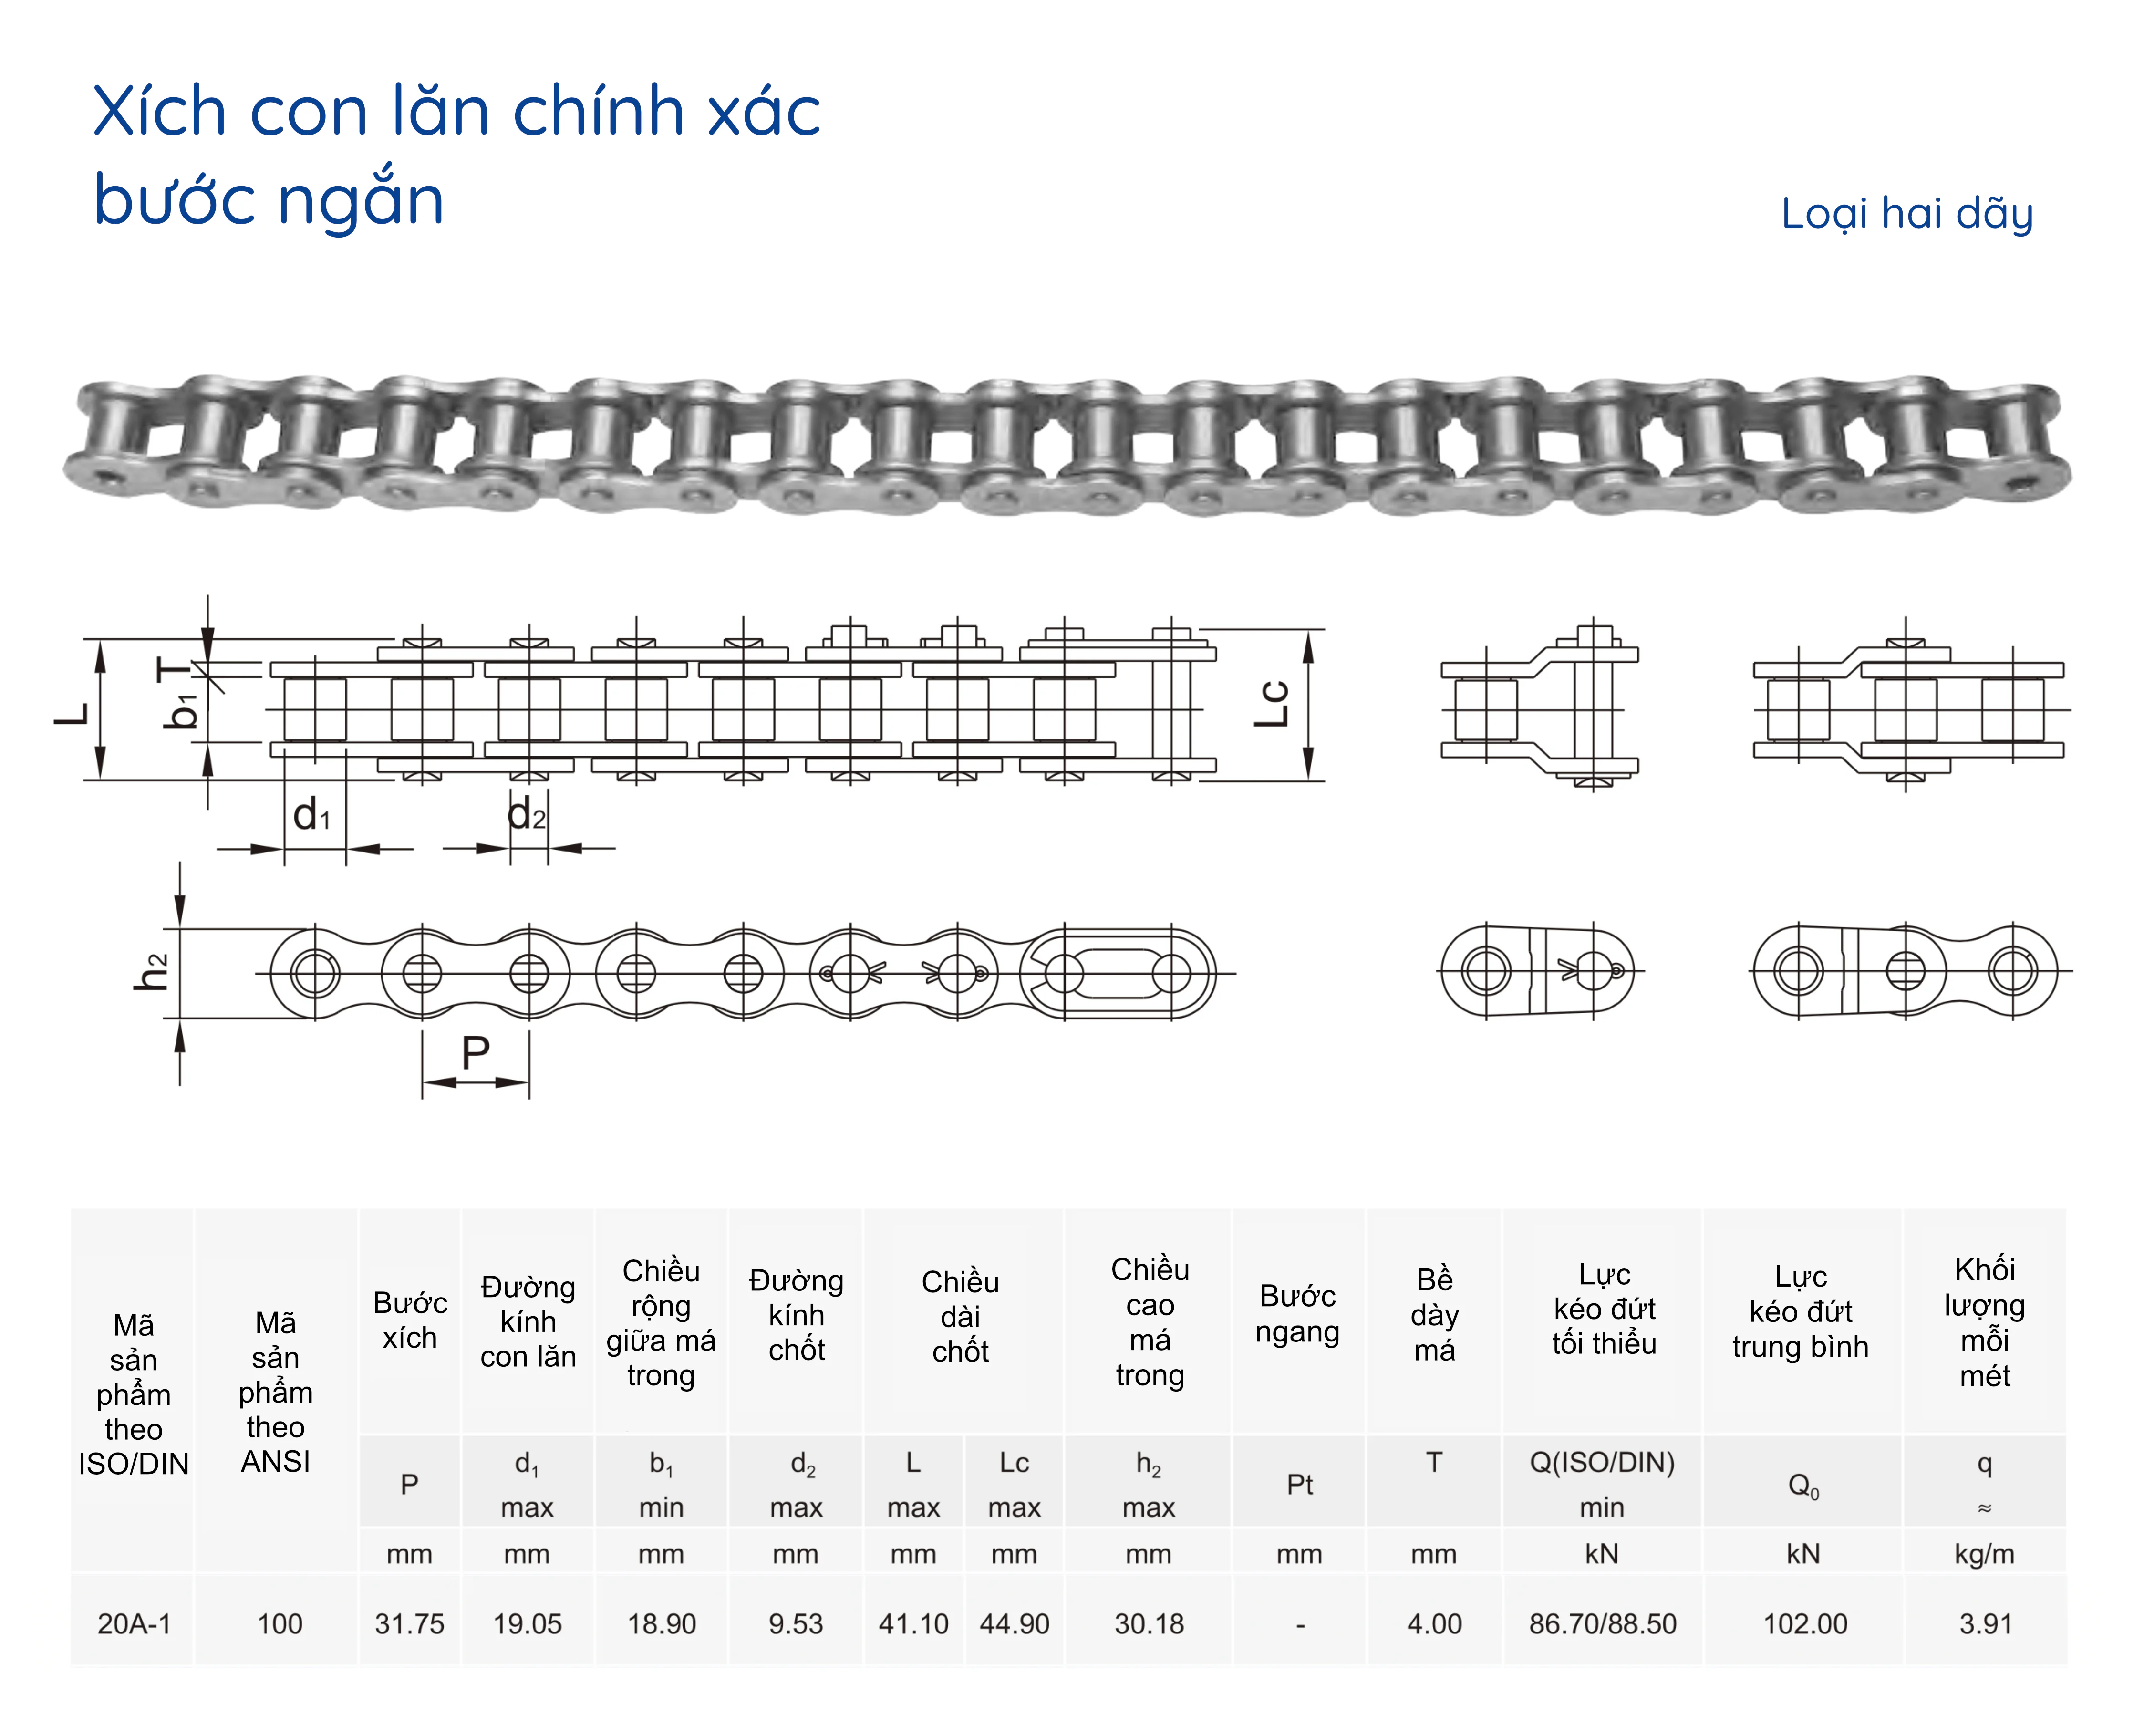 Xích con lăn chính xác
bước ngắn
Loại hai dãy
L
T
b1
Lc
d1
d2
h2
P
Mã
sản
phẩm
theo
ISO/DIN
Mã
sản
phẩm
theo
ANSI
Bước
xích
Đường
kính
con lăn
Chiều
rộng
giữa má
trong
Đường
kính
chốt
Chiều
dài
chốt
Chiều
cao
má
trong
Bước
ngang
Bề
dày
má
Lực
kéo đứt
tối thiểu
Lực
kéo đứt
trung bình
Khối
lượng
mỗi
mét
P
d1
max
b1
min
d2
max
L
max
Lc
max
h2
max
Pt
T
Q(ISO/DIN)
min
Q0
q
≈
mm mm mm mm mm mm mm mm mm kN kN kg/m
20A-1 100 31.75 19.05 18.90 9.53 41.10 44.90 30.18 - 4.00 86.70/88.50 102.00 3.91